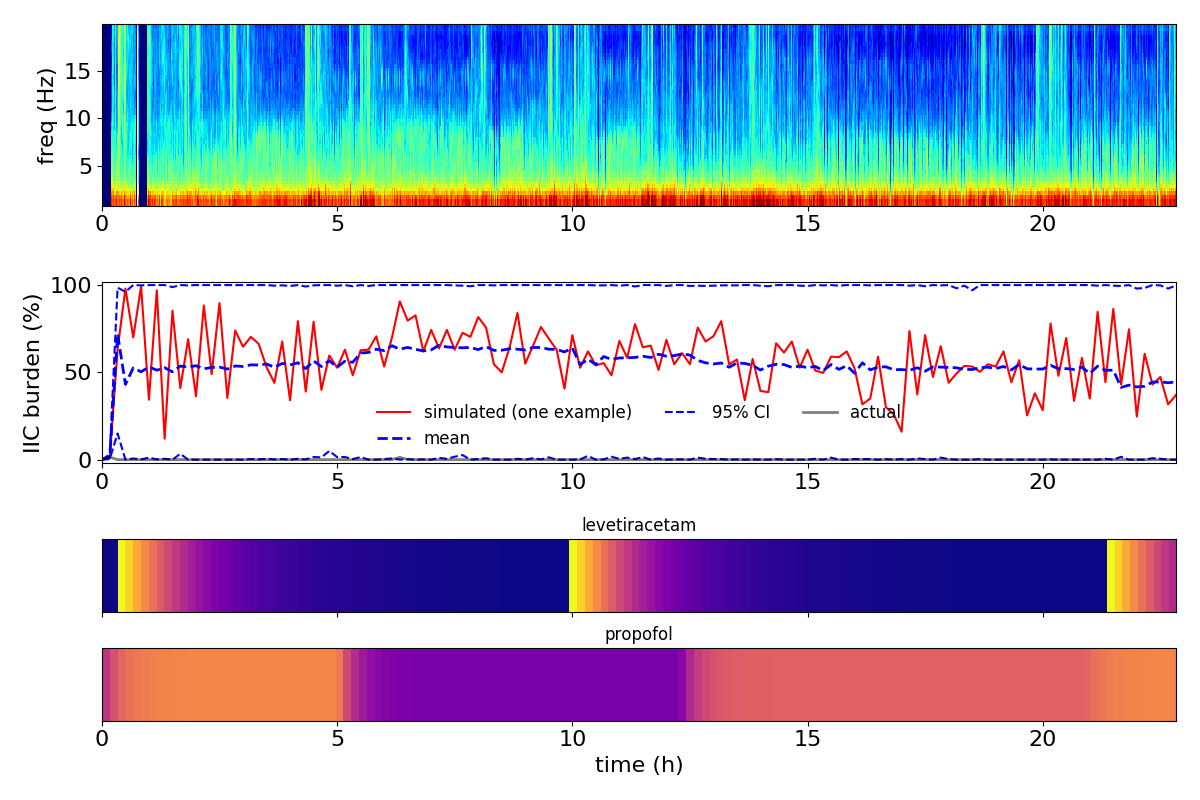 freq (Hz)
15
10
5
0 5 10 15 20
IIC burden (%)
100
50
0
simulated (one example) 95% CI actual
mean
0 5 10 15 20
levetiracetam
propofol
0 5 10 15 20
time (h)